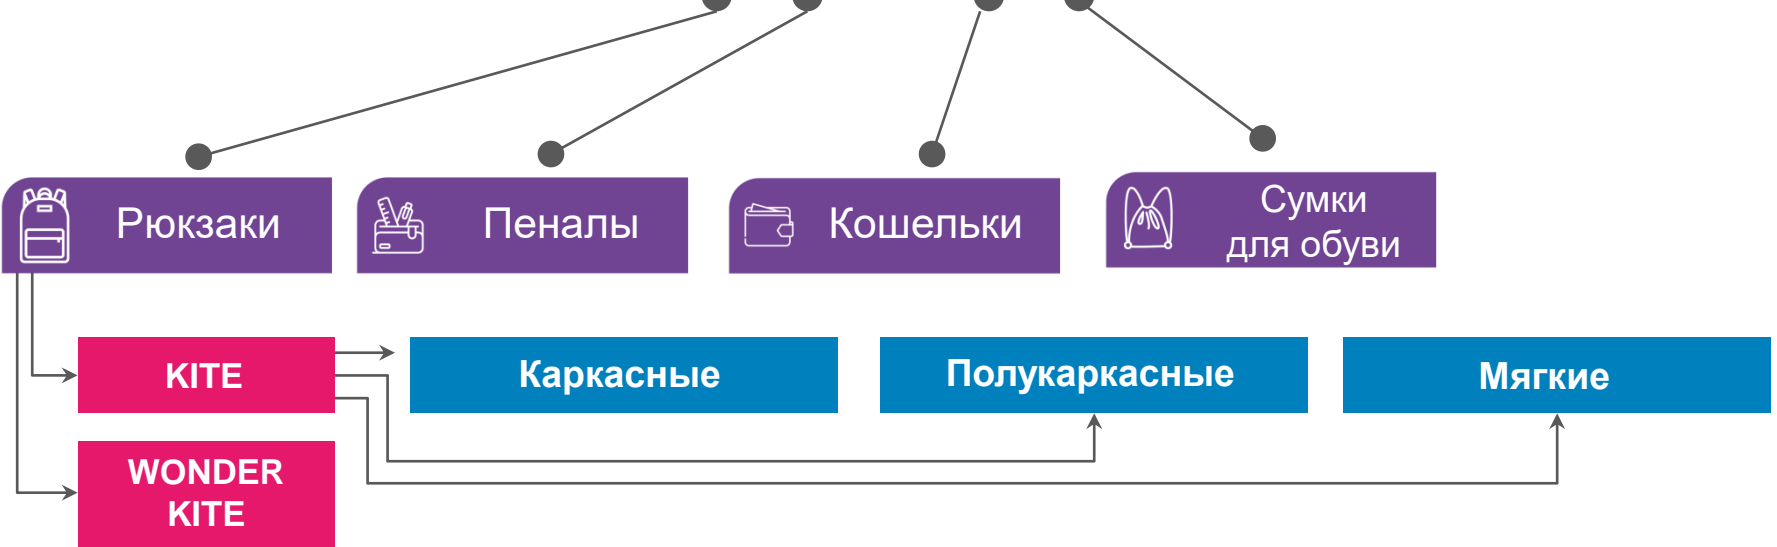 Рюкзаки
Пеналы
Кошельки
Сумки
для обуви
KITE
Каркасные
Полукаркасные
Мягкие
WONDER
KITE